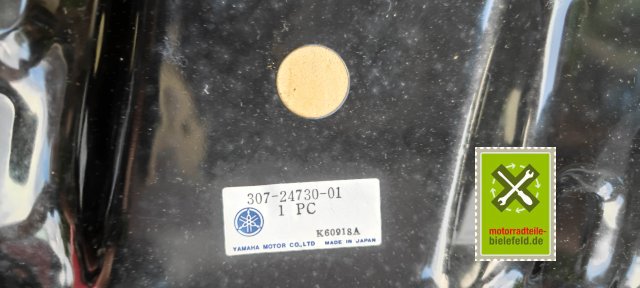 307-24730-01
1 PC
K60918A
YAMAHA MOTOR CO.,LTD MADE IN JAPAN
motorradteile-
bielefeld.de